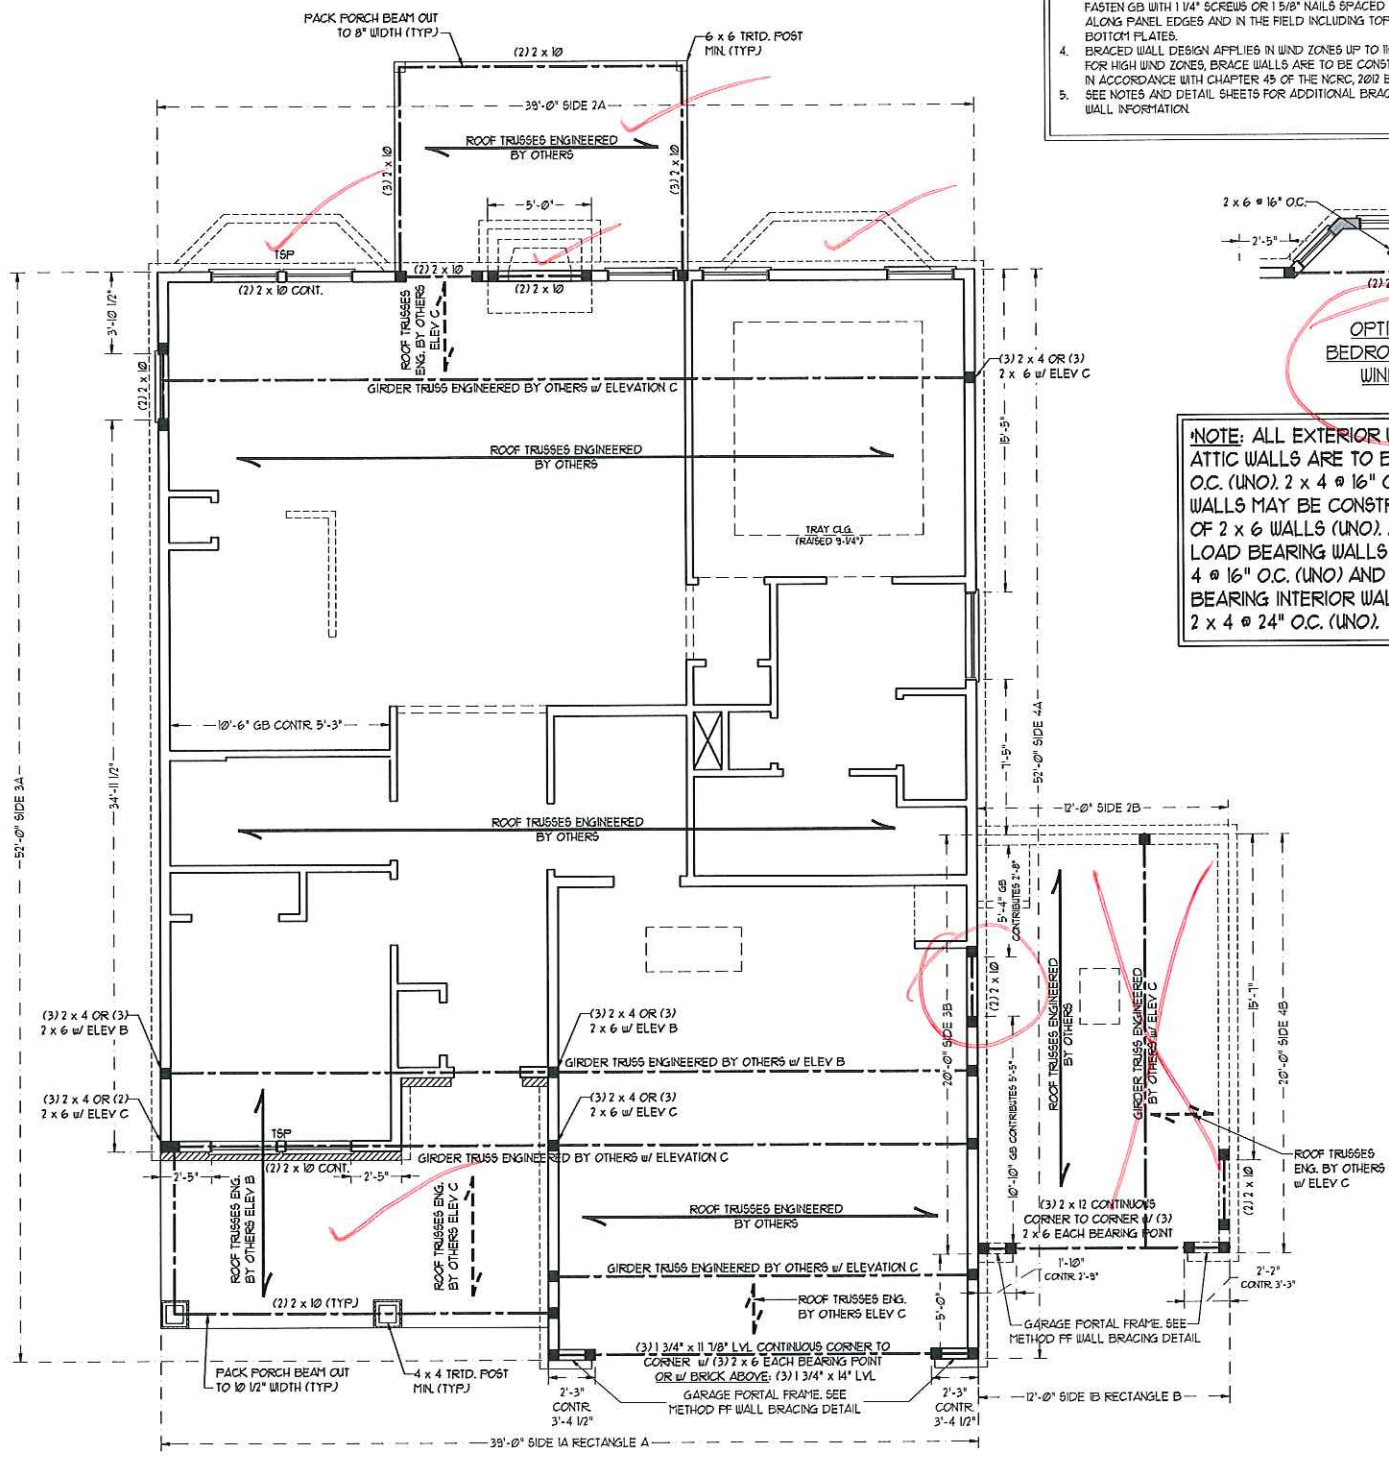 FASTEN GB WITH 1 1/4" SCREWS OR 1 5/8" NAILS SPACED
ALONG PANEL EDGES AND IN THE FIELD INCLUDING TOP
BOTTOM PLATES.
4. BRACED WALL DESIGN APPLIES IN WIND ZONES UP TO
FOR HIGH WIND ZONES, BRACE WALLS ARE TO BE
IN ACCORDANCE WITH CHAPTER 45 OF THE NCRC, 2012
5. SEE NOTES AND DETAIL SHEETS FOR ADDITIONAL
WALL INFORMATION.
PACK PORCH BEAM OUT
TO 8" WIDTH (TYP.)
(2) 2 x 10
6 x 6 TRTD. POST
MIN. (TYP.)
39'-0" SIDE 2A
ROOF TRUSSES ENGINEERED
BY OTHERS
(3) 2 x 10
(3) 2 x 10
5'-0"
TSP
(2) 2 x 10 CONT.
(2) 2 x 10
(2) 2 x 10
2 x 6 @ 16" O.C.
2'-5"
3'-10 1/2"
(2) 2 x 10
ROOF TRUSSES
ENG. BY OTHERS
ELEV C
GIRDER TRUSS ENGINEERED BY OTHERS w/ ELEVATION C
(3) 2 x 4 OR (3)
2 x 6 w/ ELEV C
ROOF TRUSSES ENGINEERED
BY OTHERS
15'-5"
TRAY CLG.
(RAISED 9-1/4")
*NOTE: ALL EXTERIOR
ATTIC WALLS ARE TO
O.C. (UNO). 2 x 4 @ 16"
WALLS MAY BE
OF 2 x 6 WALLS (UNO).
LOAD BEARING WALLS
4 @ 16" O.C. (UNO) AND
BEARING INTERIOR
2 x 4 @ 24" O.C. (UNO).
10'-6" GB CONTR. 5'-3"
34'-11 1/2"
52'-0" SIDE 3A
7'-5"
52'-0" SIDE 4A
12'-0" SIDE 2B
ROOF TRUSSES ENGINEERED
BY OTHERS
5'-4" GB
CONTRIBUTES 2'-8"
(2) 2 x 10
20'-0" SIDE 3B
10'-10" GB CONTRIBUTES 5'-5"
ROOF TRUSSES ENGINEERED
BY OTHERS
GIRDER TRUSS ENGINEERED
BY OTHERS w/ ELEV C
15'-7"
20'-0" SIDE 4B
(2) 2 x 10
ROOF TRUSSES
ENG. BY OTHERS
w/ ELEV C
(3) 2 x 4 OR (3)
2 x 6 w/ ELEV B
(3) 2 x 4 OR (3)
2 x 6 w/ ELEV B
GIRDER TRUSS ENGINEERED BY OTHERS w/ ELEV B
(3) 2 x 4 OR (2)
2 x 6 w/ ELEV C
(3) 2 x 4 OR (3)
2 x 6 w/ ELEV C
TSP
(2) 2 x 10 CONT.
GIRDER TRUSS ENGINEERED BY OTHERS w/ ELEVATION C
2'-5"
2'-5"
ROOF TRUSSES ENG.
BY OTHERS ELEV B
ROOF TRUSSES ENG.
BY OTHERS ELEV C
ROOF TRUSSES ENGINEERED
BY OTHERS
(3) 2 x 12 CONTINUOUS
CORNER TO CORNER w/ (3)
2 x 6 EACH BEARING POINT
GIRDER TRUSS ENGINEERED BY OTHERS w/ ELEVATION C
ROOF TRUSSES ENG.
BY OTHERS ELEV C
5'-0"
1'-10"
CONTR. 2'-9"
2'-2"
CONTR. 3'-3"
(2) 2 x 10 (TYP.)
GARAGE PORTAL FRAME. SEE
METHOD PF WALL BRACING DETAIL
(3) 1 3/4" x 11 7/8" LVL CONTINUOUS CORNER TO
CORNER w/ (3) 2 x 6 EACH BEARING POINT
OR w/ BRICK ABOVE: (3) 1 3/4" x 14" LVL
PACK PORCH BEAM OUT
TO 10 1/2" WIDTH (TYP.)
4 x 4 TRTD. POST
MIN. (TYP.)
2'-3"
CONTR.
3'-4 1/2"
GARAGE PORTAL FRAME. SEE
METHOD PF WALL BRACING DETAIL
2'-3"
CONTR.
3'-4 1/2"
12'-0" SIDE 1B RECTANGLE B
39'-0" SIDE 1A RECTANGLE A